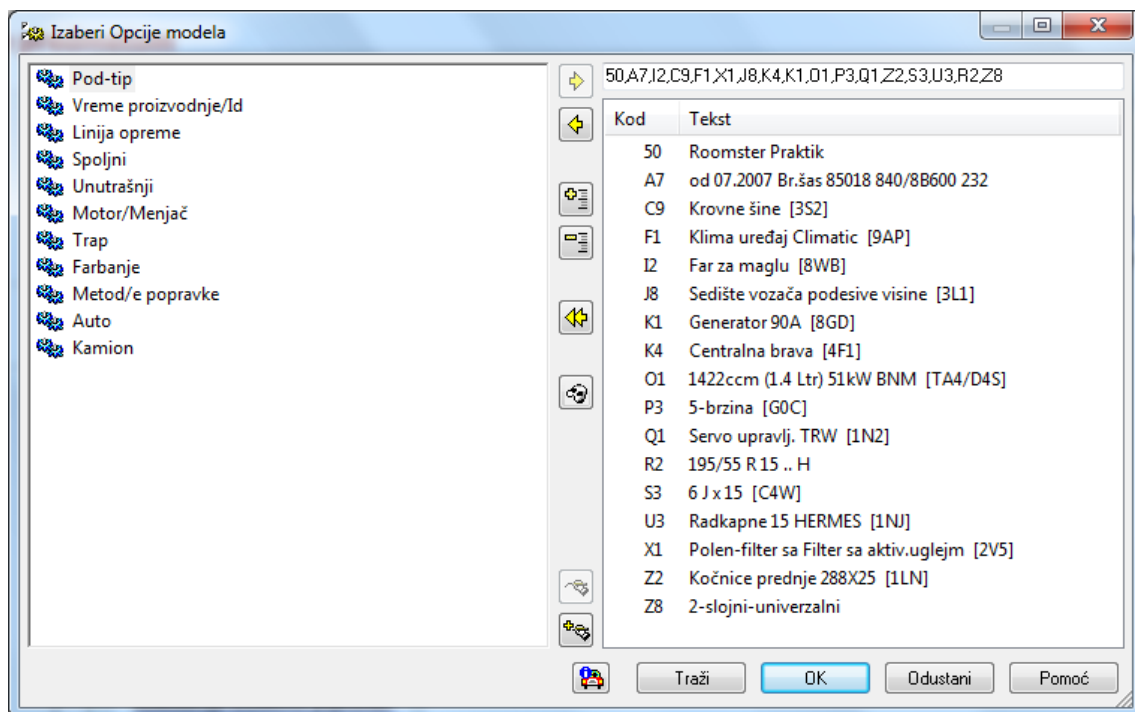 Izaberi Opcije modela
Pod-tip
Vreme proizvodnje/Id
Linija opreme
Spoljni
Unutrašnji
Motor/Menjač
Trap
Farbanje
Metod/e popravke
Auto
Kamion
50,A7,I2,C9,F1,X1,J8,K4,K1,O1,P3,Q1,Z2,S3,U3,R2,Z8
Kod Tekst
50 Roomster Praktik
A7 od 07.2007 Br.šas 85018 840/8B600 232
C9 Krovne šine [3S2]
F1 Klima uređaj Climatic [9AP]
I2 Far za maglu [8WB]
J8 Sedište vozača podesive visine [3L1]
K1 Generator 90A [8GD]
K4 Centralna brava [4F1]
O1 1422ccm (1.4 Ltr) 51kW BNM [TA4/D4S]
P3 5-brzina [G0C]
Q1 Servo upravlj. TRW [1N2]
R2 195/55 R 15 .. H
S3 6 J x 15 [C4W]
U3 Radkapne 15 HERMES [1NJ]
X1 Polen-filter sa Filter sa aktiv.uglejm [2V5]
Z2 Kočnice prednje 288X25 [1LN]
Z8 2-slojni-univerzalni
Traži OK Odustani Pomoć